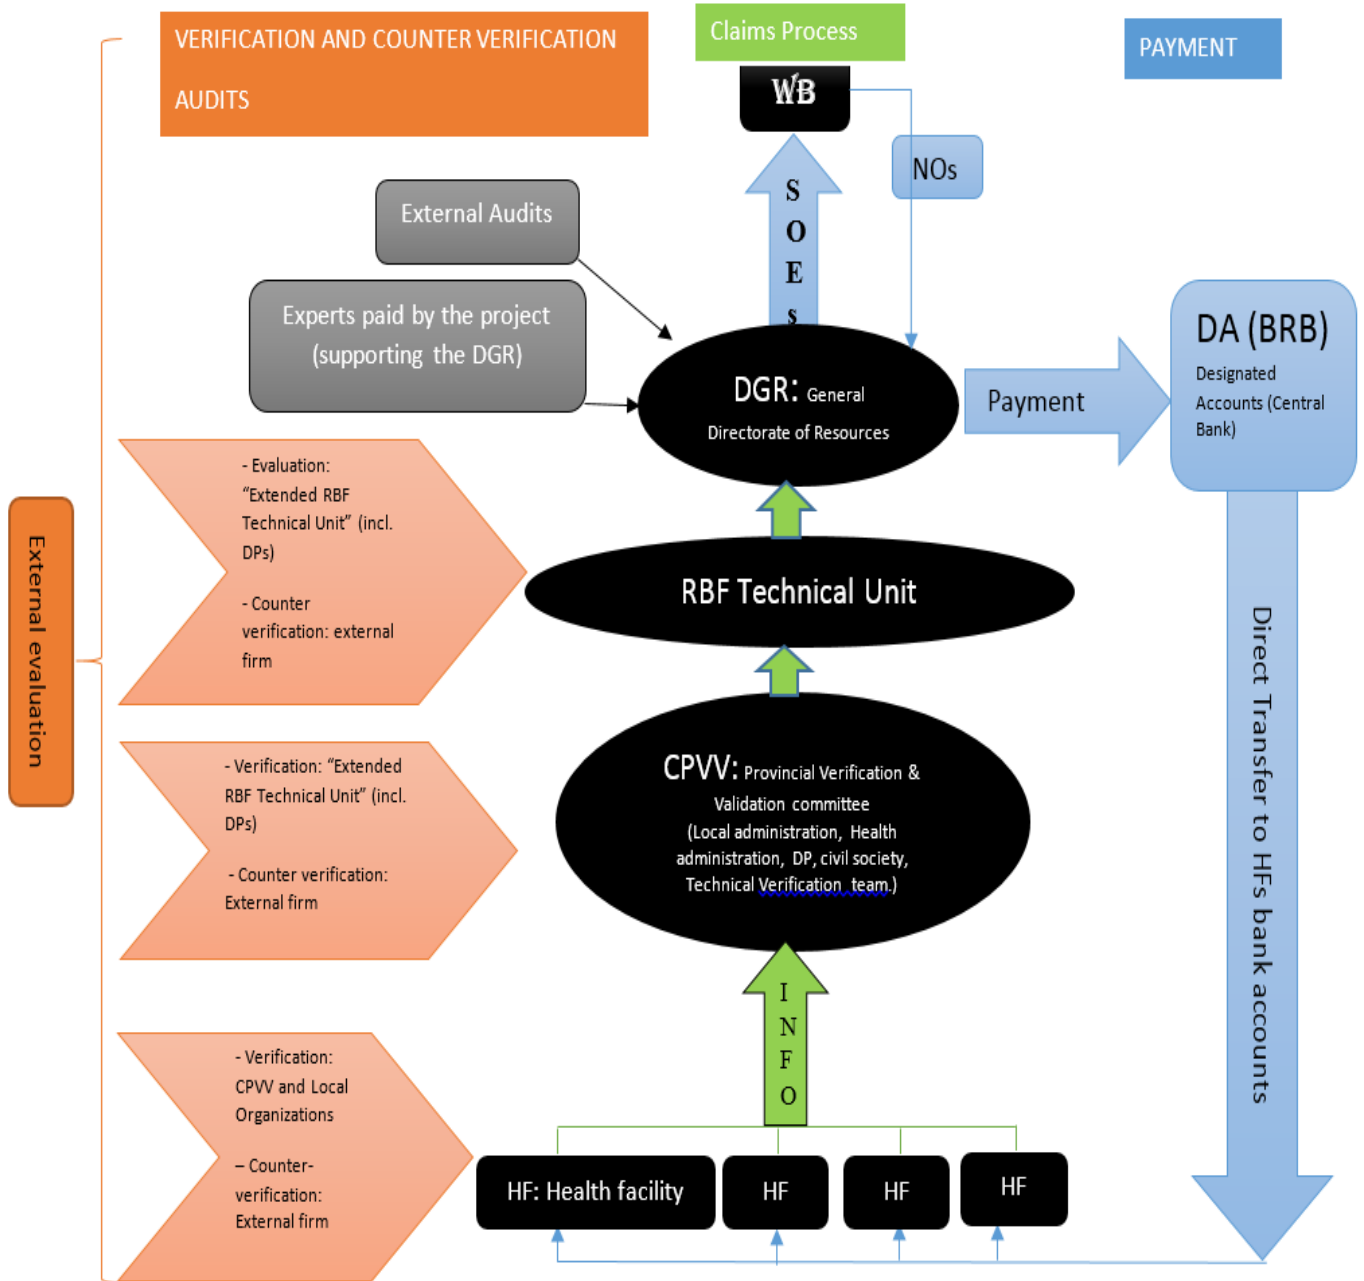 VERIFICATION AND COUNTER VERIFICATION
AUDITS
Claims Process
PAYMENT
WB
NOs
SOEs
External Audits
Experts paid by the project
(supporting the DGR)
DGR: General
Directorate of Resources
Payment
DA (BRB)
Designated
Accounts (Central
Bank)
External evaluation
- Evaluation:
“Extended RBF
Technical Unit” (incl.
DPs)
- Counter
verification: external
firm
RBF Technical Unit
- Verification: “Extended
RBF Technical Unit” (incl.
DPs)
- Counter verification:
External firm
CPVV: Provincial Verification &
Validation committee
(Local administration, Health
administration, DP, civil society,
Technical Verification team.)
Direct Transfer to HFs bank accounts
INFO
- Verification:
CPVV and Local
Organizations
– Counter-
verification:
External firm
HF: Health facility
HF
HF
HF